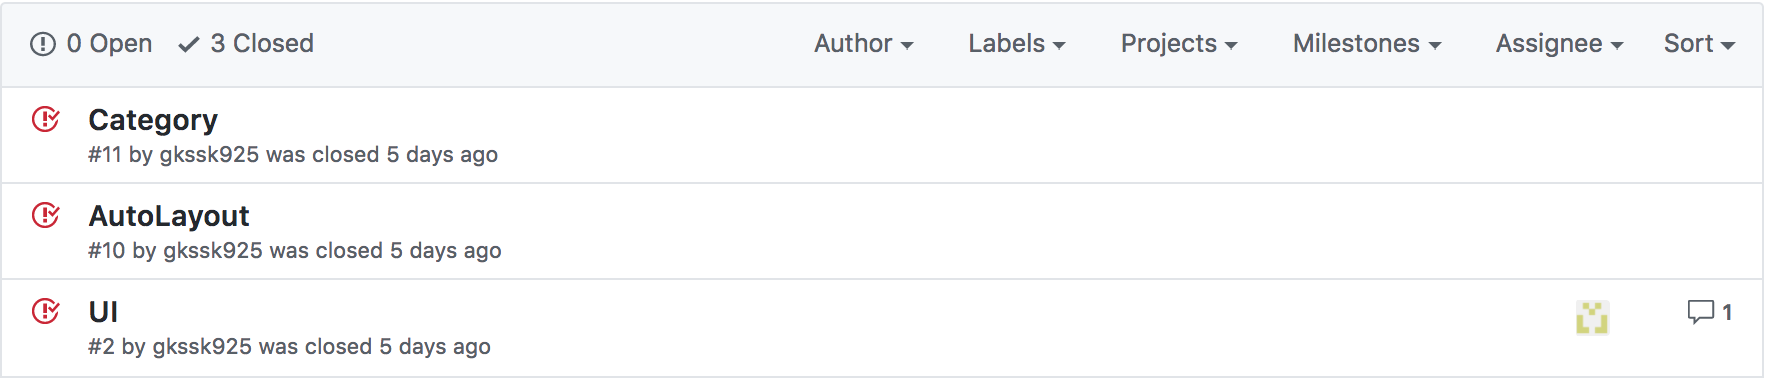 0 Open 3 Closed Author Labels Projects Milestones Assignee Sort
Category
#11 by gkssk925 was closed 5 days ago
AutoLayout
#10 by gkssk925 was closed 5 days ago
UI
1
#2 by gkssk925 was closed 5 days ago